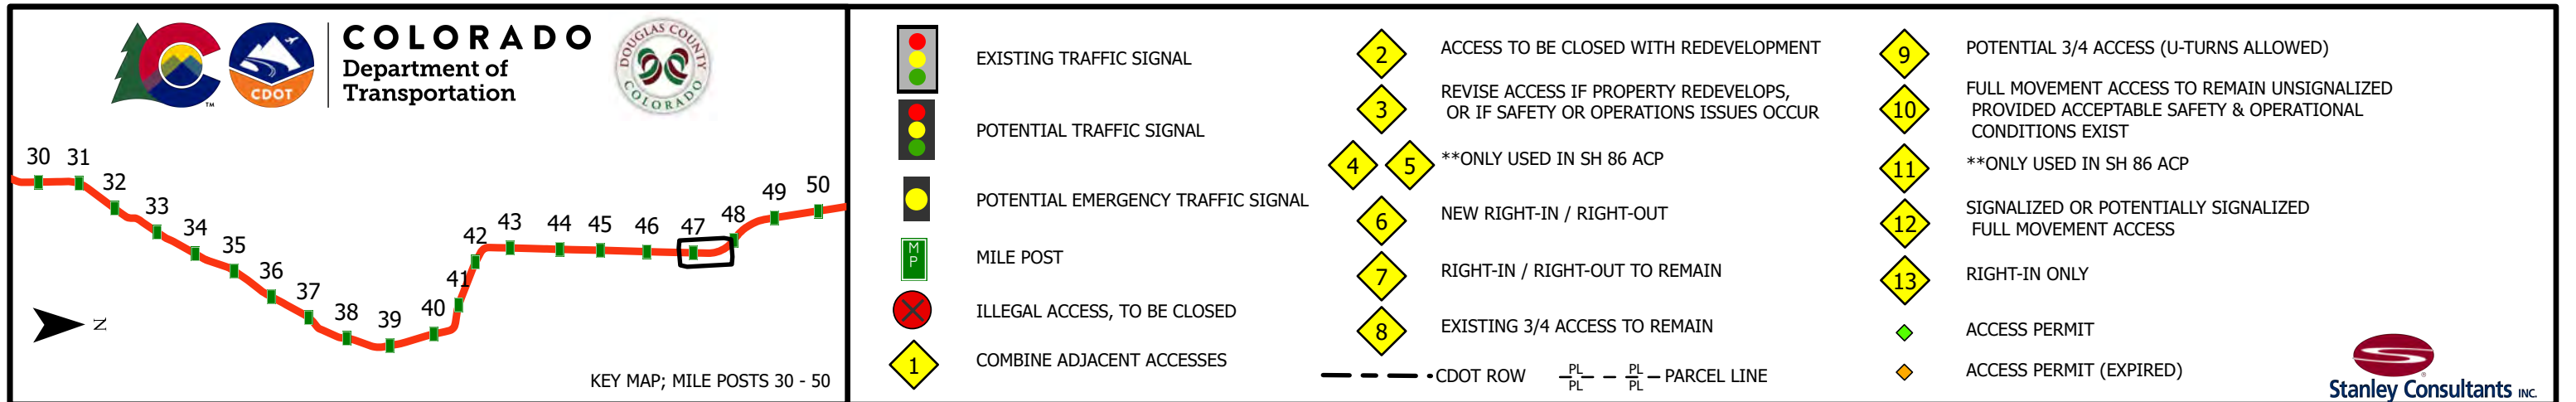 COLORADO
Department of
Transportation
CDOT
TM
DOUGLAS COUNTY
COLORADO
30 31
32
33
34
35
36
37
38
39
40
41
42
43
44
45
46
47
48
49
50
N
KEY MAP; MILE POSTS 30 - 50
EXISTING TRAFFIC SIGNAL
POTENTIAL TRAFFIC SIGNAL
POTENTIAL EMERGENCY TRAFFIC SIGNAL
MP MILE POST
ILLEGAL ACCESS, TO BE CLOSED
1 COMBINE ADJACENT ACCESSES
2 ACCESS TO BE CLOSED WITH REDEVELOPMENT
3 REVISE ACCESS IF PROPERTY REDEVELOPS,
OR IF SAFETY OR OPERATIONS ISSUES OCCUR
4 5 **ONLY USED IN SH 86 ACP
6 NEW RIGHT-IN / RIGHT-OUT
7 RIGHT-IN / RIGHT-OUT TO REMAIN
8 EXISTING 3/4 ACCESS TO REMAIN
CDOT ROW PL PL PL PL PARCEL LINE
9 POTENTIAL 3/4 ACCESS (U-TURNS ALLOWED)
10 FULL MOVEMENT ACCESS TO REMAIN UNSIGNALIZED
PROVIDED ACCEPTABLE SAFETY & OPERATIONAL
CONDITIONS EXIST
11 **ONLY USED IN SH 86 ACP
12 SIGNALIZED OR POTENTIALLY SIGNALIZED
FULL MOVEMENT ACCESS
13 RIGHT-IN ONLY
ACCESS PERMIT
ACCESS PERMIT (EXPIRED)
®
Stanley Consultants INC.